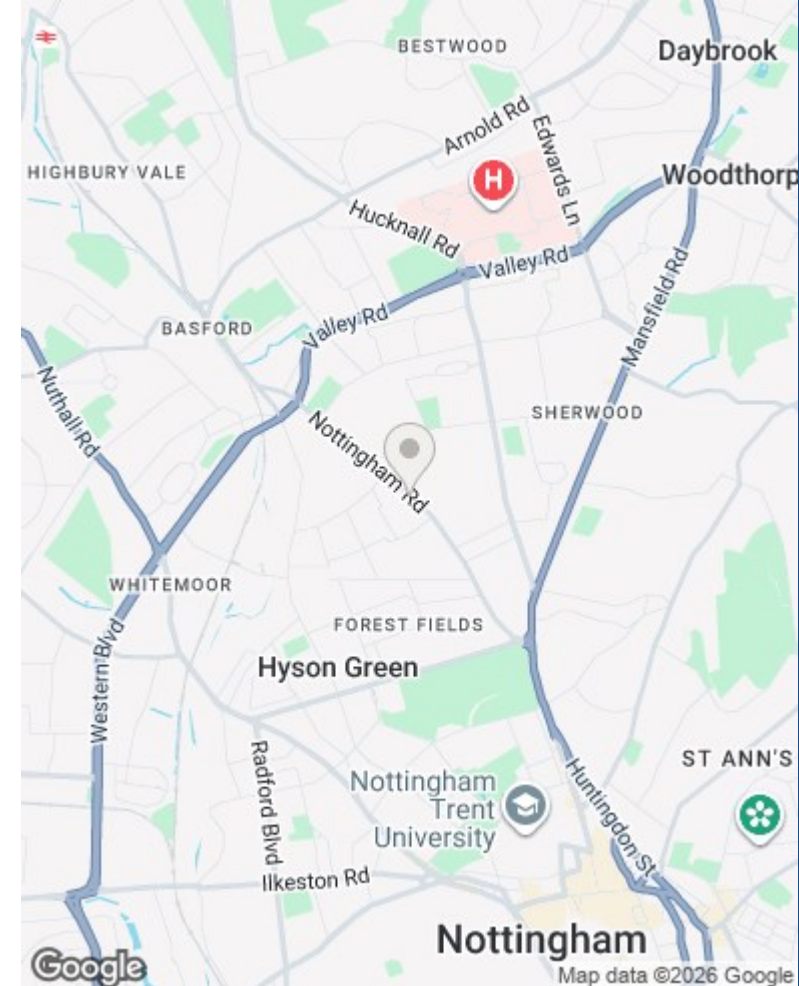 BESTWOOD
Daybrook
Arnold Rd
Edwards Ln
HIGHBURY VALE
H
Woodthorp
Hucknall Rd
Valley Rd
Valley Rd
Mansfield Rd
BASFORD
Nuthall Rd
SHERWOOD
Nottingham Rd
WHITEMOOR
FOREST FIELDS
Hyson Green
Western Blvd
Radford Blvd
Nottingham
Trent
University
Huntingdon St
ST ANN'S
Ilkeston Rd
Nottingham
Google
Map data ©2026 Google